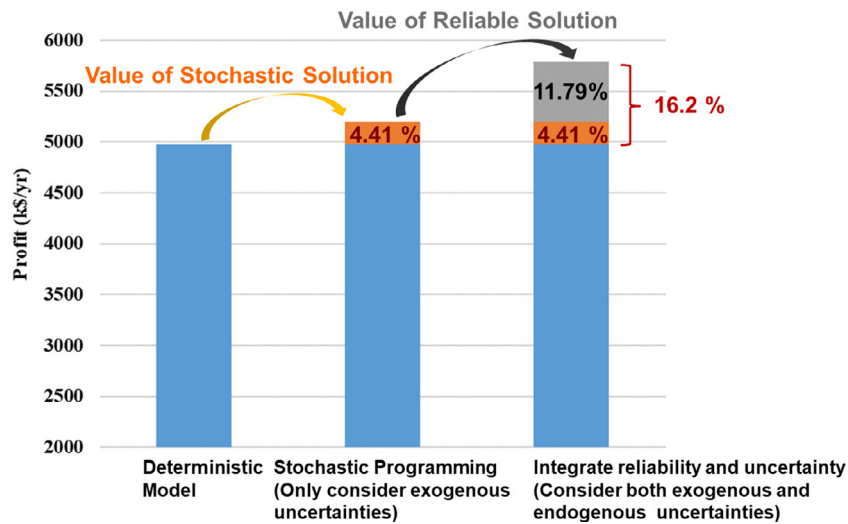 Value of Reliable Solution
Value of Stochastic Solution
6000
5500
5000
4500
4000
3500
3000
2500
2000
Profit (k$/yr)
4.41 %
11.79%
4.41 %
16.2 %
Deterministic
Model
Stochastic Programming
(Only consider exogenous
uncertainties)
Integrate reliability and uncertainty
(Consider both exogenous and
endogenous uncertainties)